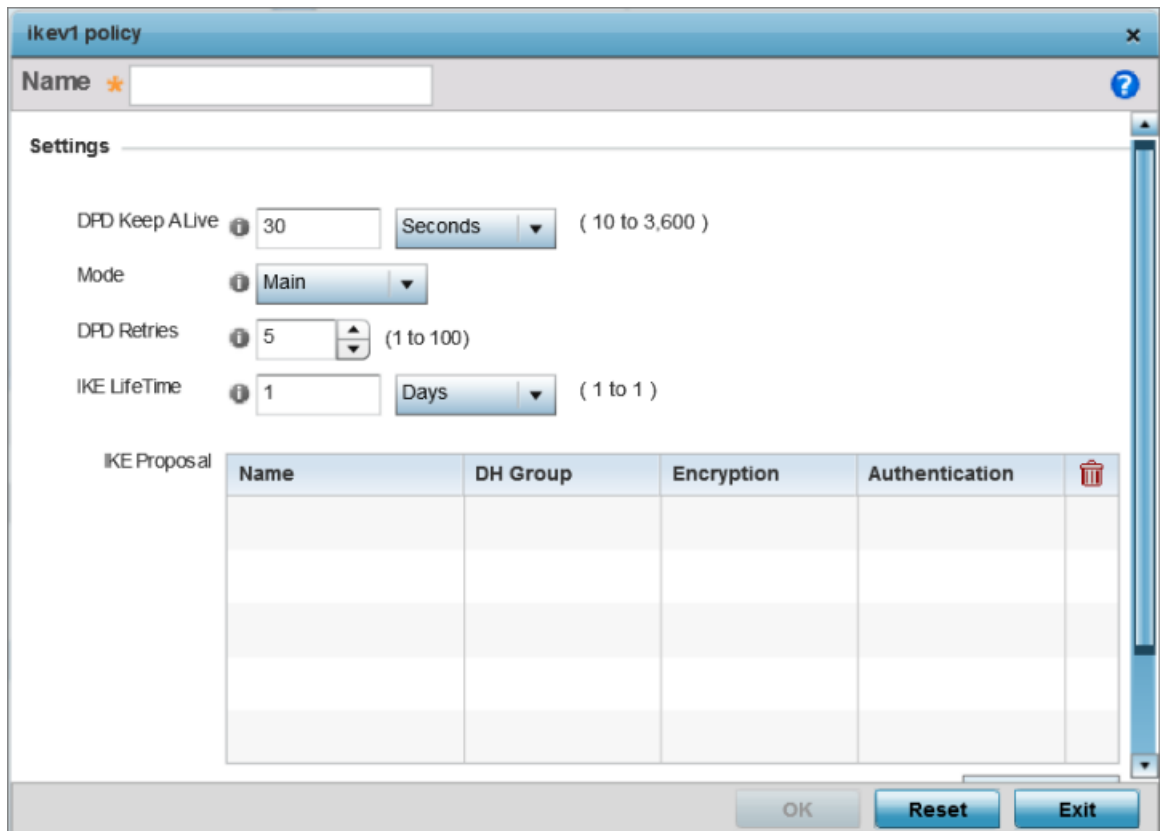 ikev1 policy
Name *
Settings
DPD Keep ALive 30 Seconds ( 10 to 3,600 )
Mode Main
DPD Retries 5 (1 to 100)
IKE LifeTime 1 Days ( 1 to 1 )
IKE Proposal
Name DH Group Encryption Authentication
OK Reset Exit